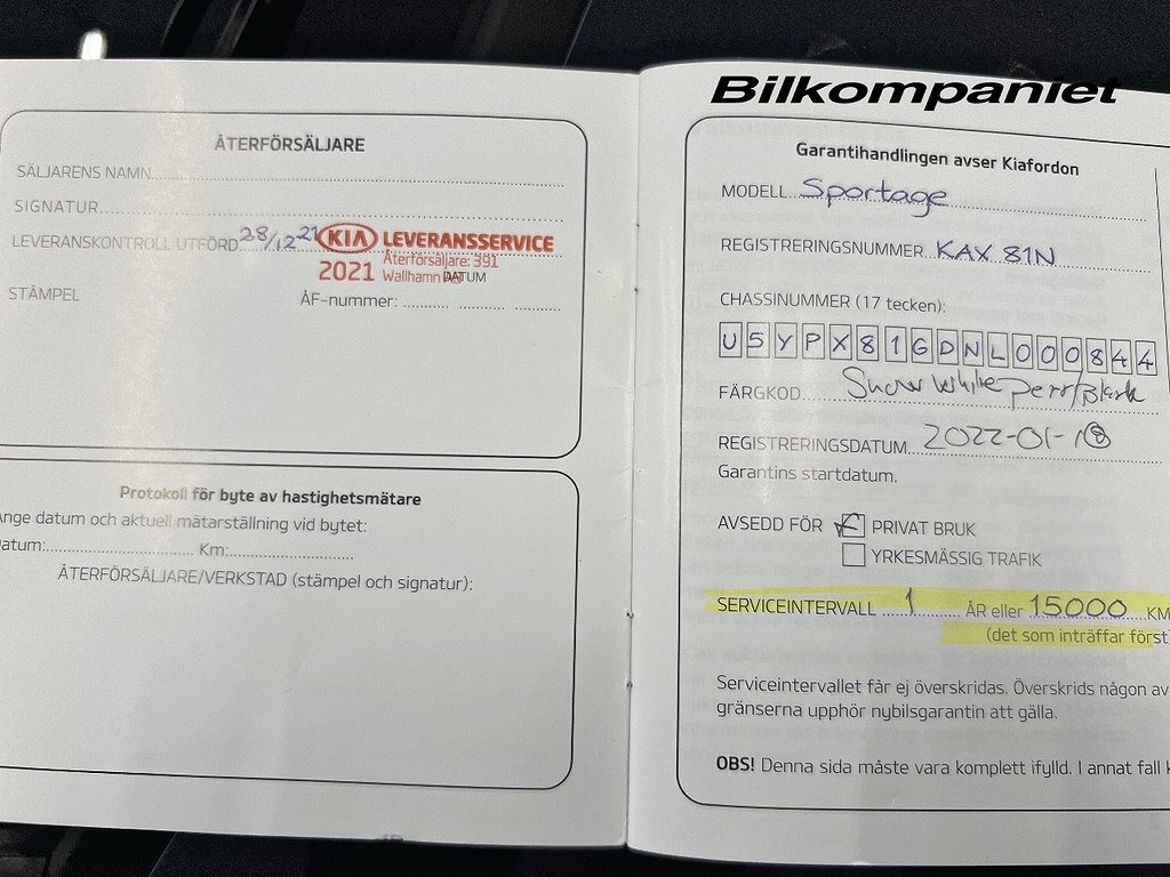 ÅTERFÖRSÄLJARE
SÄLJARENS NAMN
SIGNATUR
LEVERANSKONTROLL UTFÖRD 28/12 21 KIA LEVERANSSERVICE
Återförsäljare: 391
2021 Wallhamn DATUM
STÄMPEL
ÅF-nummer:
Protokoll för byte av hastighetsmätare
Ange datum och aktuell mätarställning vid bytet:
Datum: Km:
ÅTERFÖRSÄLJARE/VERKSTAD (stämpel och signatur):
Bilkompaniet
Garantihandlingen avser Kiafordon
MODELL Sportage
REGISTRERINGSNUMMER KAX 81N
CHASSINUMMER (17 tecken):
U5YPX81GDNL000844
FÄRGKOD Snow White /Black
REGISTRERINGSDATUM 2022-01-18
Garantins startdatum.
AVSEDD FÖR PRIVAT BRUK
YRKESMÄSSIG TRAFIK
SERVICEINTERVALL 1 ÅR eller 15000 KM
(det som inträffar först
Serviceintervallet får ej överskridas. Överskrids någon av
gränserna upphör nybilsgarantin att gälla.
OBS! Denna sida måste vara komplett ifylld. I annat fall